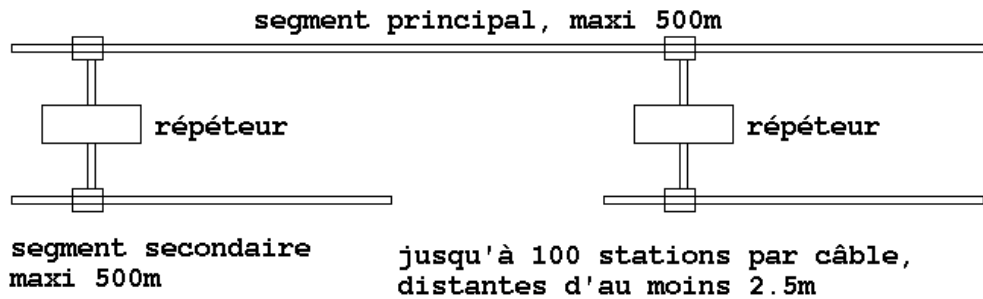 segment principal, maxi 500m
répéteur
répéteur
segment secondaire
maxi 500m
jusqu'à 100 stations par câble,
distantes d'au moins 2.5m